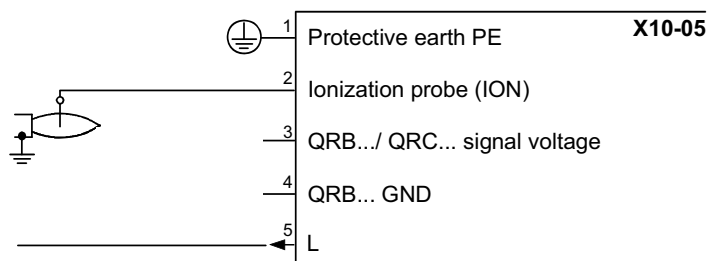 X10-05
1 Protective earth PE
2 Ionization probe (ION)
3 QRB.../ QRC... signal voltage
4 QRB... GND
5 L